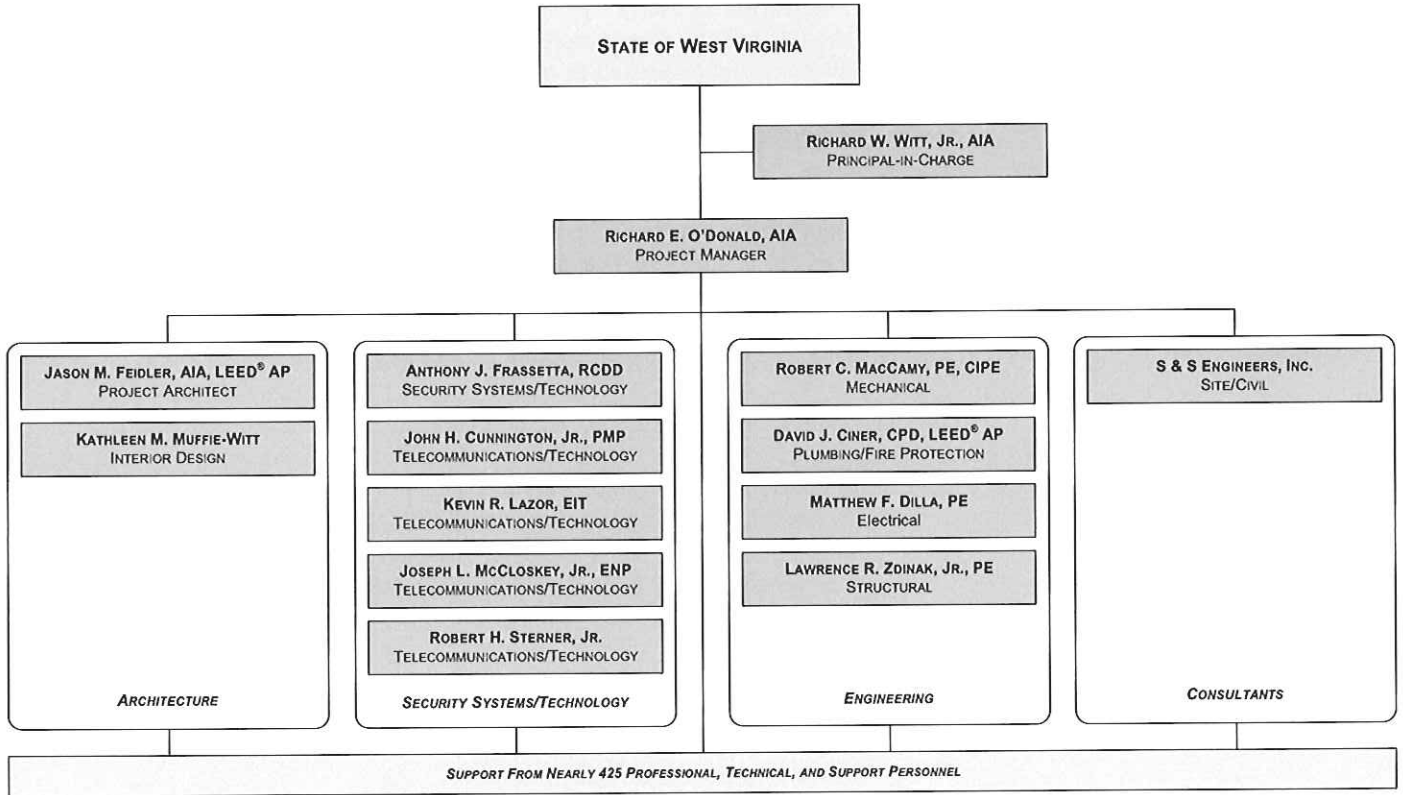 STATE OF WEST VIRGINIA
RICHARD W. WITT, JR., AIA
PRINCIPAL-IN-CHARGE
RICHARD E. O'DONALD, AIA
PROJECT MANAGER
JASON M. FEIDLER, AIA, LEED® AP
PROJECT ARCHITECT
KATHLEEN M. MUFFIE-WITT
INTERIOR DESIGN
ARCHITECTURE
ANTHONY J. FRASSETTA, RCDD
SECURITY SYSTEMS/TECHNOLOGY
JOHN H. CUNNINGTON, JR., PMP
TELECOMMUNICATIONS/TECHNOLOGY
KEVIN R. LAZOR, EIT
TELECOMMUNICATIONS/TECHNOLOGY
JOSEPH L. MCCLOSKEY, JR., ENP
TELECOMMUNICATIONS/TECHNOLOGY
ROBERT H. STERNER, JR.
TELECOMMUNICATIONS/TECHNOLOGY
SECURITY SYSTEMS/TECHNOLOGY
ROBERT C. MACCAMY, PE, CIPE
MECHANICAL
DAVID J. CINER, CPD, LEED® AP
PLUMBING/FIRE PROTECTION
MATTHEW F. DILLA, PE
Electrical
LAWRENCE R. ZDINAK, JR., PE
STRUCTURAL
ENGINEERING
S & S ENGINEERS, INC.
SITE/CIVIL
CONSULTANTS
SUPPORT FROM NEARLY 425 PROFESSIONAL, TECHNICAL, AND SUPPORT PERSONNEL